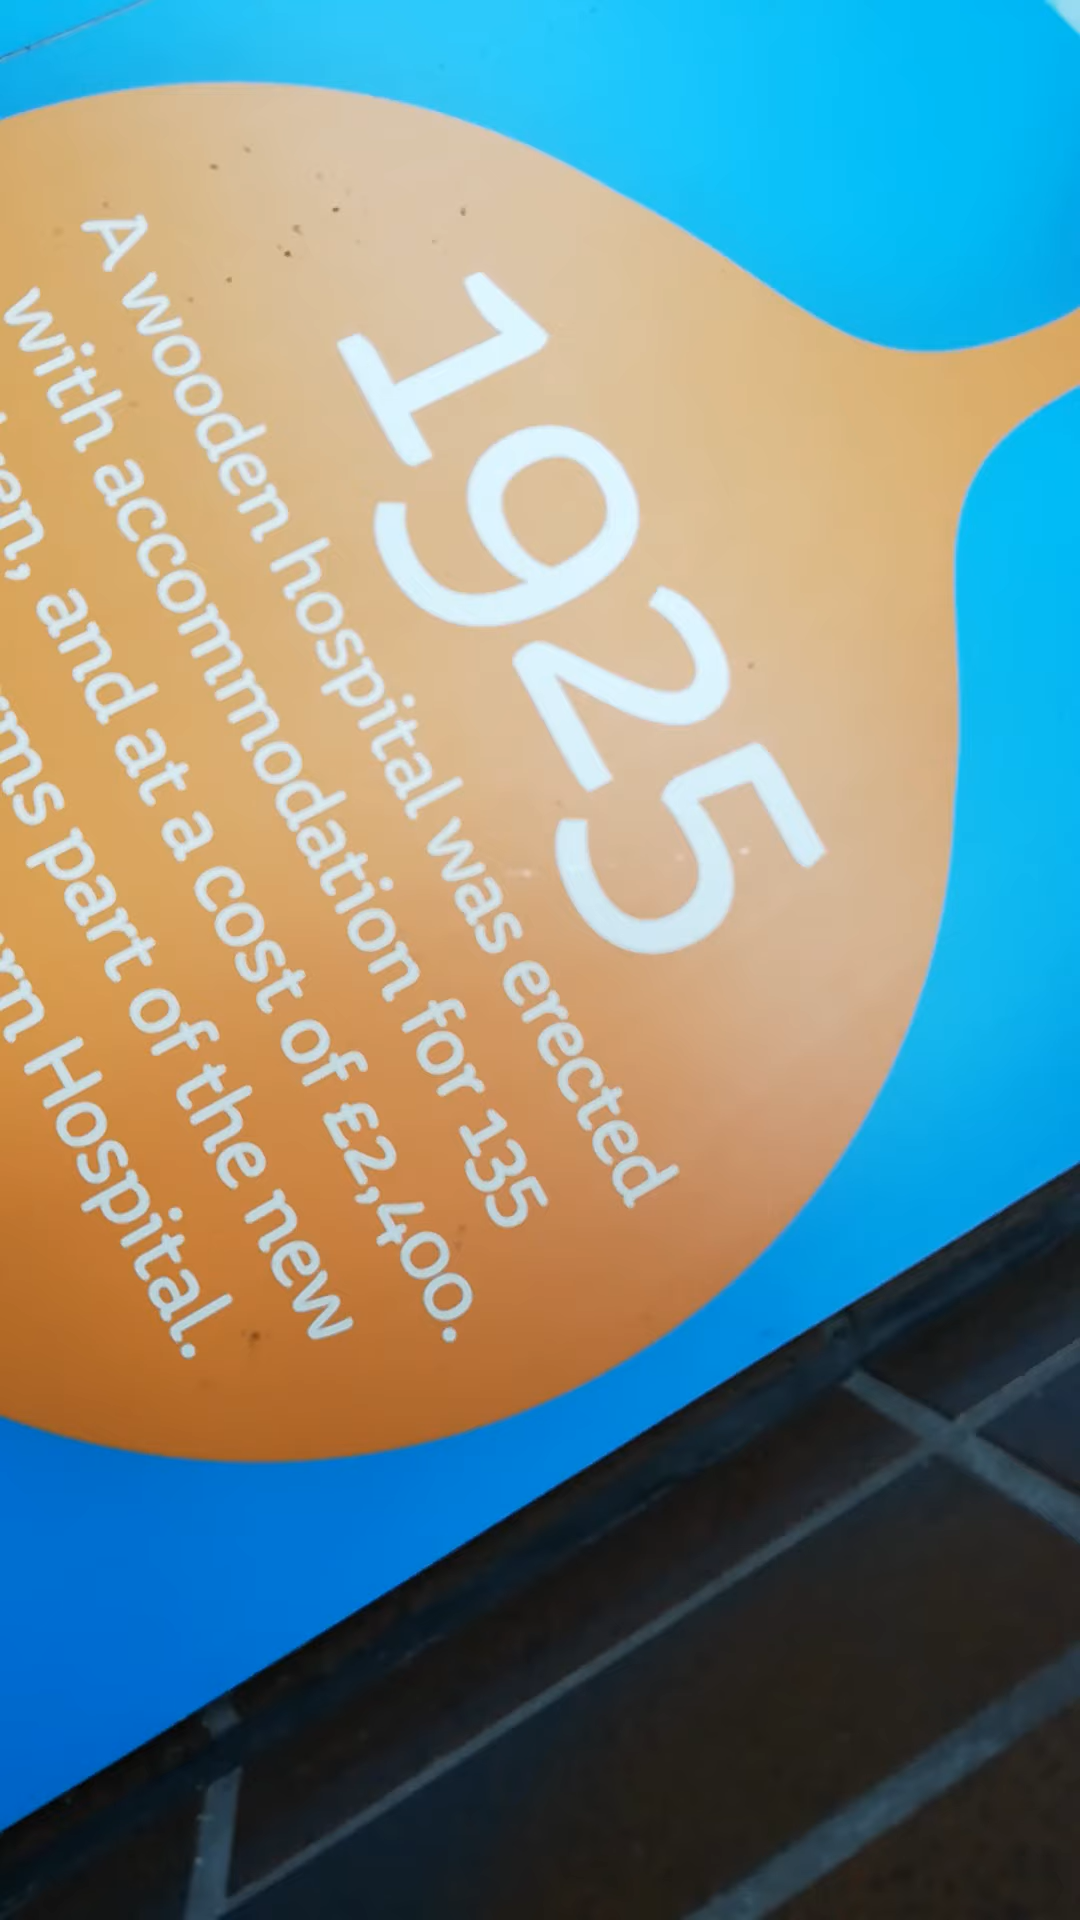 1925
A wooden hospital was erected
with accommodation for 135
and at a cost of £2,400.
part of the new
Hospital.